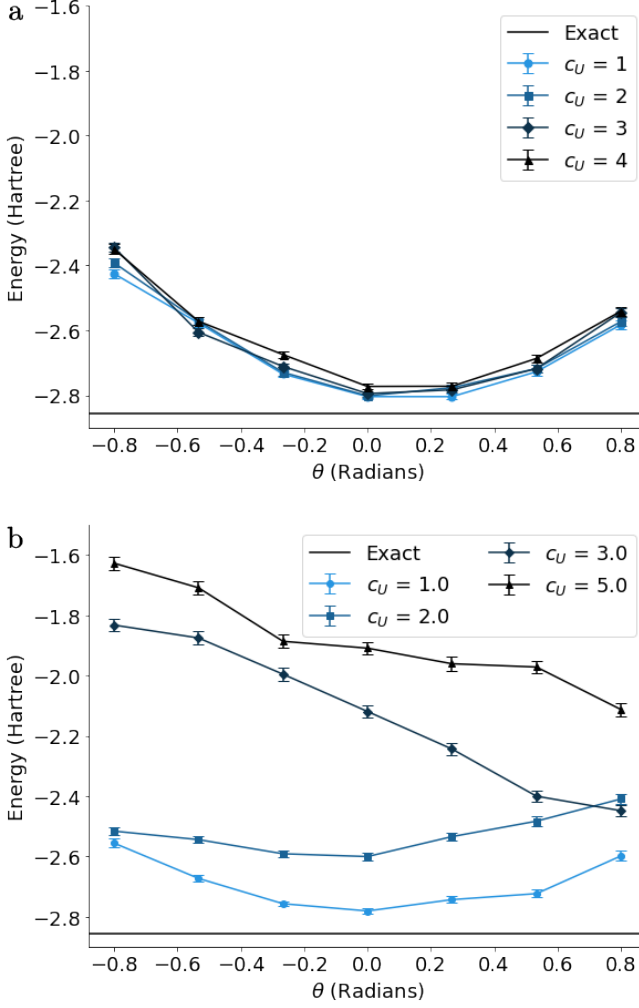 a
−1.6
−1.8
−2.0
−2.2
−2.4
−2.6
−2.8
Energy (Hartree)
Exact
c_U = 1
c_U = 2
c_U = 3
c_U = 4
−0.8 −0.6 −0.4 −0.2 0.0 0.2 0.4 0.6 0.8
θ (Radians)
b
−1.6
−1.8
−2.0
−2.2
−2.4
−2.6
−2.8
Energy (Hartree)
Exact
c_U = 1.0
c_U = 2.0
c_U = 3.0
c_U = 5.0
−0.8 −0.6 −0.4 −0.2 0.0 0.2 0.4 0.6 0.8
θ (Radians)